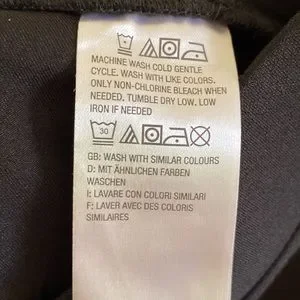 MACHINE WASH COLD GENTLE
CYCLE. WASH WITH LIKE COLORS.
ONLY NON-CHLORINE BLEACH WHEN
NEEDED. TUMBLE DRY LOW. LOW
IRON IF NEEDED
30
GB: WASH WITH SIMILAR COLOURS
D: MIT ÄHNLICHEN FARBEN
WASCHEN
I: LAVARE CON COLORI SIMILARI
F: LAVER AVEC DES COLORIS
SIMILAIRES